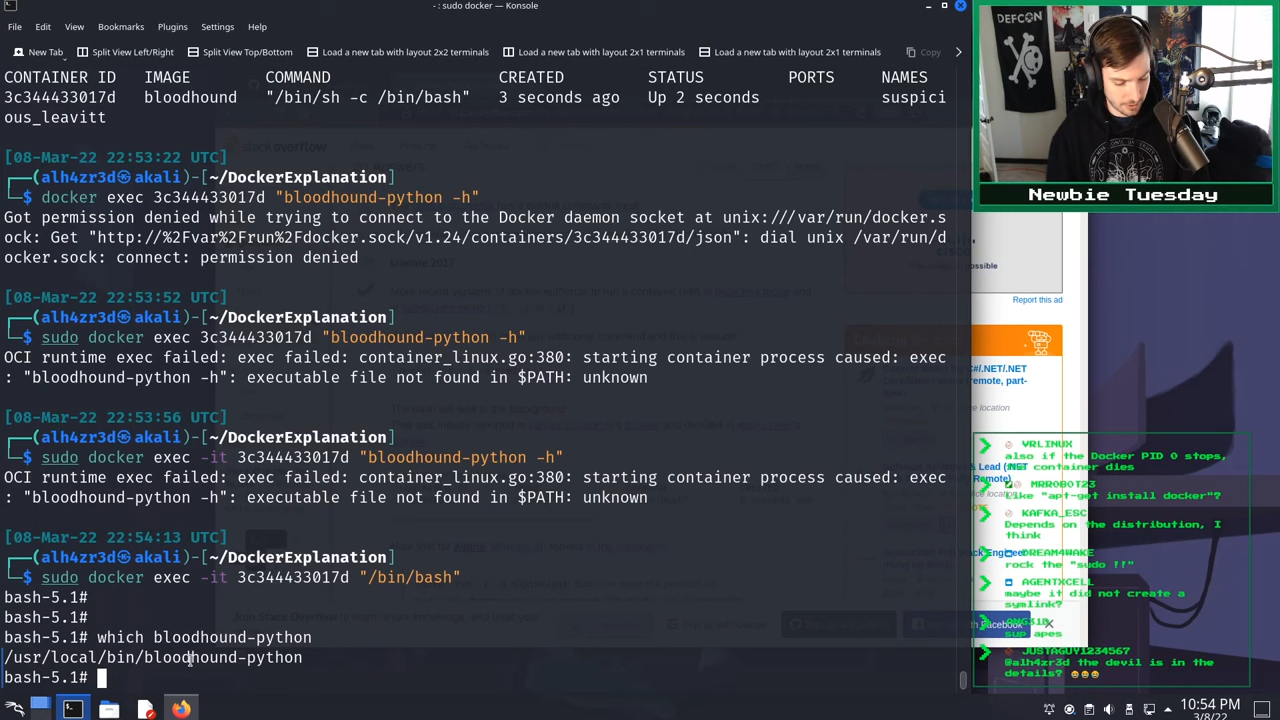 - : sudo docker — Konsole
File Edit View Bookmarks Plugins Settings Help
New Tab Split View Left/Right Split View Top/Bottom Load a new tab with layout 2x2 terminals Load a new tab with layout 2x1 terminals Load a new tab with layout 2x1 terminals Copy
CONTAINER ID IMAGE COMMAND CREATED STATUS PORTS NAMES
3c344433017d bloodhound "/bin/sh -c /bin/bash" 3 seconds ago Up 2 seconds suspici
ous_leavitt
[08-Mar-22 22:53:22 UTC]
(alh4zr3d㉿akali)-[~/DockerExplanation]
$ docker exec 3c344433017d "bloodhound-python -h"
Got permission denied while trying to connect to the Docker daemon socket at unix:///var/run/docker.s
ock: Get "http://%2Fvar%2Frun%2Fdocker.sock/v1.24/containers/3c344433017d/json": dial unix /var/run/d
ocker.sock: connect: permission denied
[08-Mar-22 22:53:52 UTC]
(alh4zr3d㉿akali)-[~/DockerExplanation]
$ sudo docker exec 3c344433017d "bloodhound-python -h"
OCI runtime exec failed: exec failed: container_linux.go:380: starting container process caused: exec
: "bloodhound-python -h": executable file not found in $PATH: unknown
[08-Mar-22 22:53:56 UTC]
(alh4zr3d㉿akali)-[~/DockerExplanation]
$ sudo docker exec -it 3c344433017d "bloodhound-python -h"
OCI runtime exec failed: exec failed: container_linux.go:380: starting container process caused: exec
: "bloodhound-python -h": executable file not found in $PATH: unknown
[08-Mar-22 22:54:13 UTC]
(alh4zr3d㉿akali)-[~/DockerExplanation]
$ sudo docker exec -it 3c344433017d "/bin/bash"
bash-5.1#
bash-5.1#
bash-5.1# which bloodhound-python
/usr/local/bin/bloodhound-python
bash-5.1#
DEFCON
Newbie Tuesday
Report this ad
C#/.NET/.NET
remote, part-
VRLINUX
also if the Docker PID 0 stops,
container dies
MRROBOT23
Like "apt-get install docker"?
KAFKA_ESC
Depends on the distribution, I
think
DREAM4WAKE
rock the "sudo !!"
AGENTXCELL
maybe it did not create a
symlink?
sup apes
JUSTAGUY1234567
@alh4zr3d the devil is in the
details?
10:54 PM
3/8/22